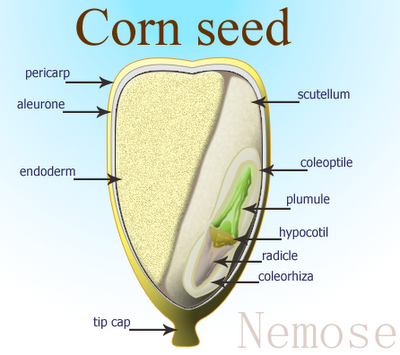 Corn seed
pericarp
aleurone
endoderm
scutellum
coleoptile
plumule
hypocotil
radicle
coleorhiza
tip cap
Nemose